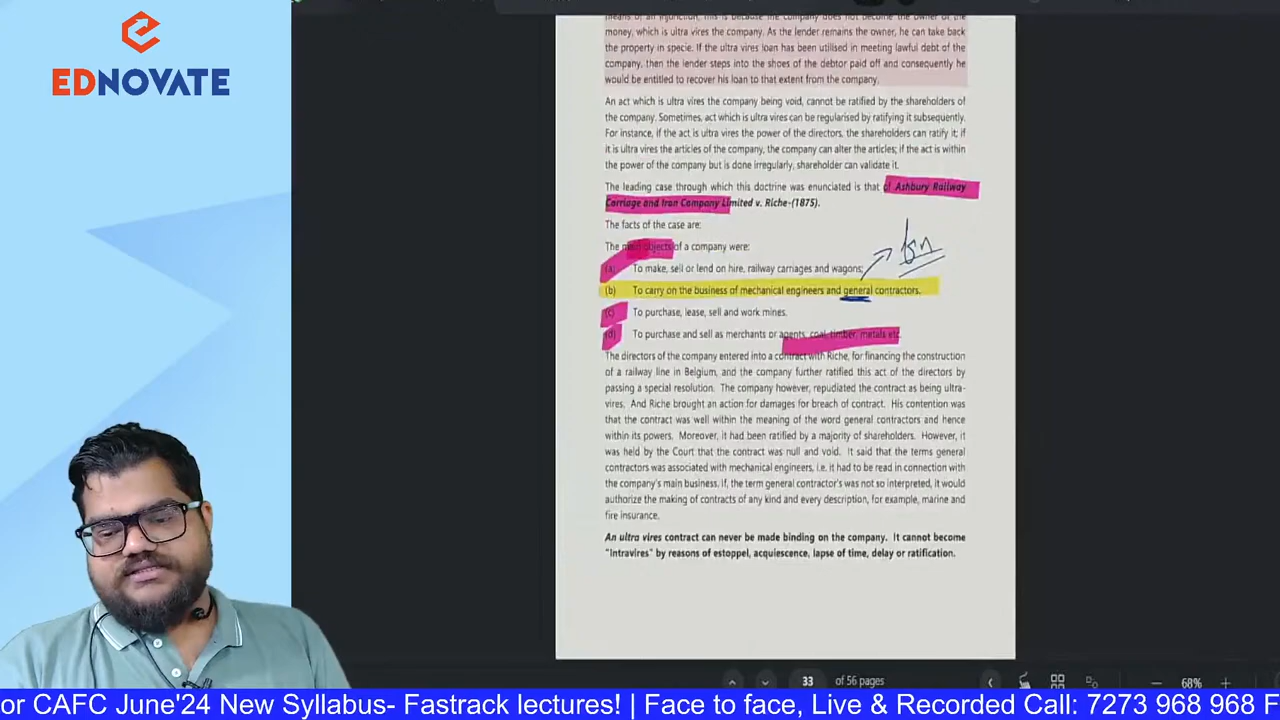 EDNOVATE
means of an injunction. This is because the company does not become the owner of the
money, which is ultra vires the company. As the lender remains the owner, he can take back
the property in specie. If the ultra vires loan has been utilised in meeting lawful debt of the
company, then the lender steps into the shoes of the debtor paid off and consequently he
would be entitled to recover his loan to that extent from the company.
An act which is ultra vires the company being void, cannot be ratified by the shareholders of
the company. Sometimes, act which is ultra vires can be regularised by ratifying it subsequently.
For instance, if the act is ultra vires the power of the directors, the shareholders can ratify it; if
it is ultra vires the articles of the company, the company can alter the articles; if the act is within
the power of the company but is done irregularly, shareholder can validate it.
The leading case through which this doctrine was enunciated is that of Ashbury Railway
Carriage and Iron Company Limited v. Riche-(1875).
The facts of the case are:
The main objects of a company were:
(a) To make, sell or lend on hire, railway carriages and wagons;
(b) To carry on the business of mechanical engineers and general contractors.
(c) To purchase, lease, sell and work mines.
(d) To purchase and sell as merchants or agents, coal, timber, metals etc.
The directors of the company entered into a contract with Riche, for financing the construction
of a railway line in Belgium, and the company further ratified this act of the directors by
passing a special resolution. The company however, repudiated the contract as being ultra-
vires. And Riche brought an action for damages for breach of contract. His contention was
that the contract was well within the meaning of the word general contractors and hence
within its powers. Moreover, it had been ratified by a majority of shareholders. However, it
was held by the Court that the contract was null and void. It said that the terms general
contractors was associated with mechanical engineers, i.e. it had to be read in connection with
the company's main business. If, the term general contractor's was not so interpreted, it would
authorize the making of contracts of any kind and every description, for example, marine and
fire insurance.
An ultra vires contract can never be made binding on the company. It cannot become
"Intravires" by reasons of estoppel, acquiescence, lapse of time, delay or ratification.
33 of 56 pages
68%
or CAFC June'24 New Syllabus- Fastrack lectures! | Face to face, Live & Recorded Call: 7273 968 968 F